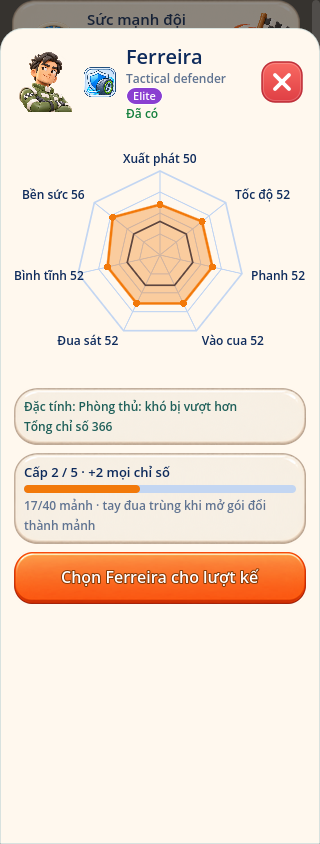 Sức mạnh đội
Ferreira
Tactical defender
Elite
Đã có
Xuất phát 50
Bền sức 56
Tốc độ 52
Bình tĩnh 52
Phanh 52
Đua sát 52
Vào cua 52
Đặc tính: Phòng thủ: khó bị vượt hơn
Tổng chỉ số 366
Cấp 2 / 5 · +2 mọi chỉ số
17/40 mảnh · tay đua trùng khi mở gói đổi
thành mảnh
Chọn Ferreira cho lượt kế